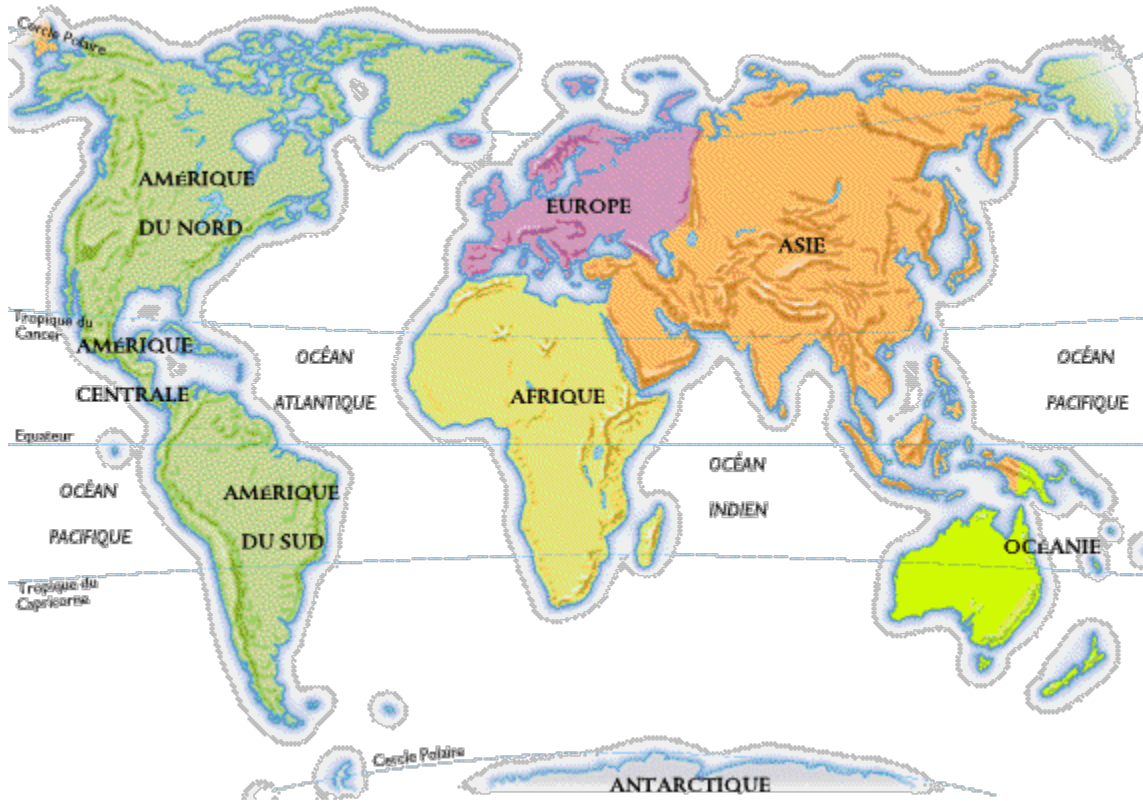 Cercle Polaire
AMÉRIQUE
DU NORD
EUROPE
ASIE
Tropique du
Cancer
AMÉRIQUE
CENTRALE
OCÉAN
ATLANTIQUE
AFRIQUE
OCÉAN
PACIFIQUE
Equateur
OCÉAN
PACIFIQUE
AMÉRIQUE
DU SUD
OCÉAN
INDIEN
OCÉANIE
Tropique du
Capricorne
Cercle Polaire
ANTARCTIQUE